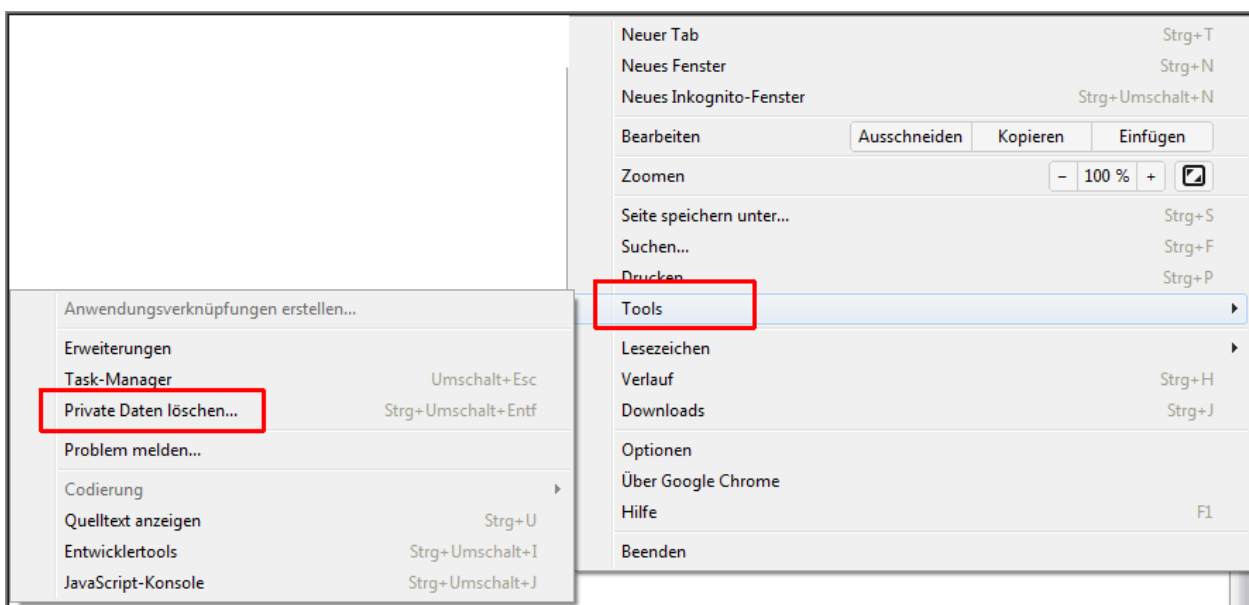 Neuer Tab Strg+T
Neues Fenster Strg+N
Neues Inkognito-Fenster Strg+Umschalt+N
Bearbeiten Ausschneiden Kopieren Einfügen
Zoomen - 100 % +
Seite speichern unter... Strg+S
Suchen... Strg+F
Drucken... Strg+P
Tools
Lesezeichen
Verlauf Strg+H
Downloads Strg+J
Optionen
Über Google Chrome
Hilfe F1
Beenden
Anwendungsverknüpfungen erstellen...
Erweiterungen
Task-Manager Umschalt+Esc
Private Daten löschen... Strg+Umschalt+Entf
Problem melden...
Codierung
Quelltext anzeigen Strg+U
Entwicklertools Strg+Umschalt+I
JavaScript-Konsole Strg+Umschalt+J